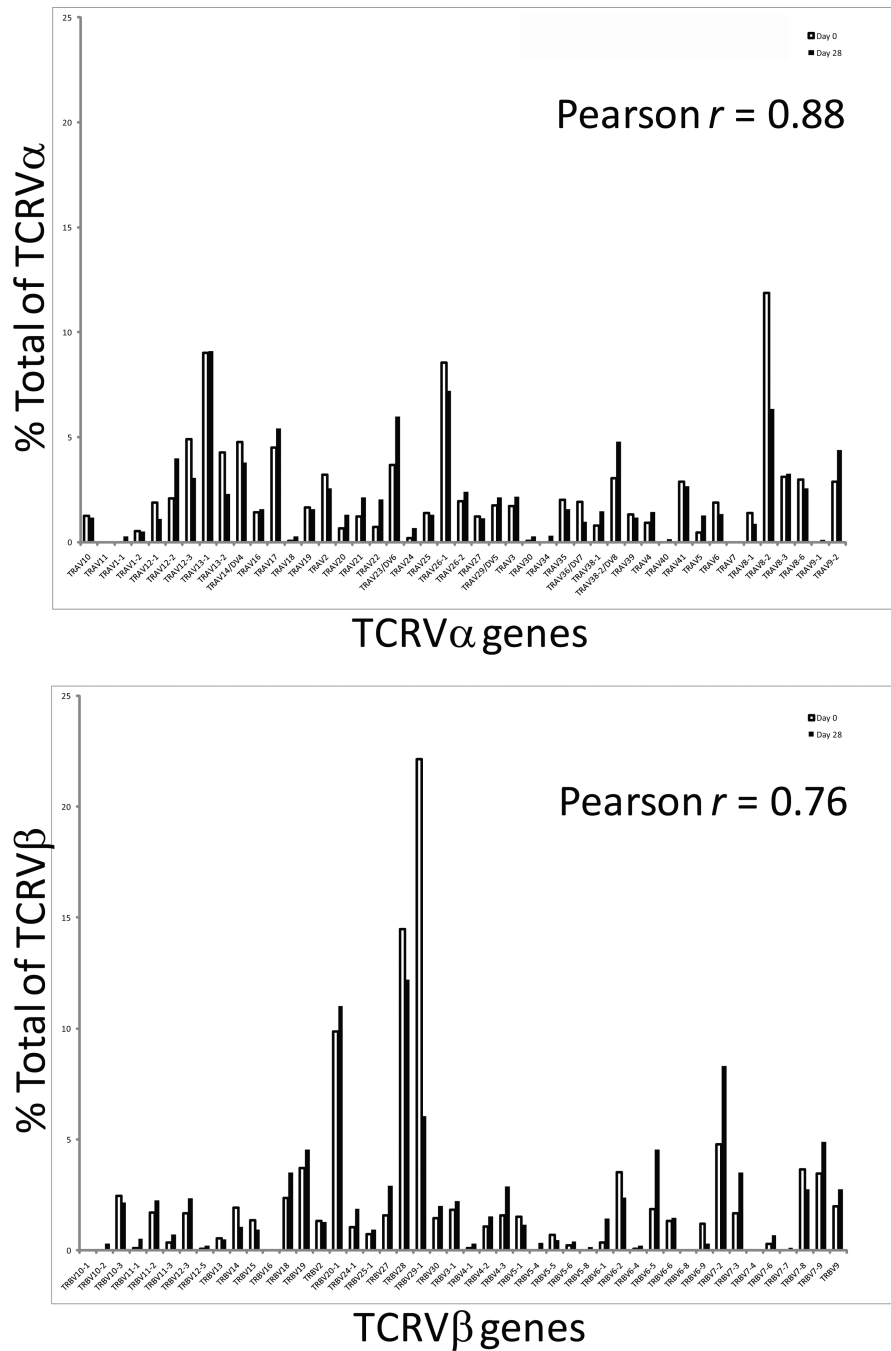 25
20
15
10
5
0
% Total of TCRVα
Day 0
Day 28
Pearson r = 0.88
TRAV10
TRAV11
TRAV1-1
TRAV1-2
TRAV12-1
TRAV12-2
TRAV12-3
TRAV13-1
TRAV13-2
TRAV14/DV4
TRAV16
TRAV17
TRAV18
TRAV19
TRAV2
TRAV20
TRAV21
TRAV22
TRAV23/DV6
TRAV24
TRAV25
TRAV26-1
TRAV26-2
TRAV27
TRAV29/DV5
TRAV3
TRAV30
TRAV34
TRAV35
TRAV36/DV7
TRAV38-1
TRAV38-2/DV8
TRAV39
TRAV4
TRAV40
TRAV41
TRAV5
TRAV6
TRAV7
TRAV8-1
TRAV8-2
TRAV8-3
TRAV8-6
TRAV9-1
TRAV9-2
TCRVα genes
25
20
15
10
5
0
% Total of TCRVβ
Day 0
Day 28
Pearson r = 0.76
TRBV10-1
TRBV10-2
TRBV10-3
TRBV11-1
TRBV11-2
TRBV11-3
TRBV12-3
TRBV12-5
TRBV13
TRBV14
TRBV15
TRBV16
TRBV18
TRBV19
TRBV2
TRBV20-1
TRBV24-1
TRBV25-1
TRBV27
TRBV28
TRBV29-1
TRBV30
TRBV3-1
TRBV4-1
TRBV4-2
TRBV4-3
TRBV5-1
TRBV5-4
TRBV5-5
TRBV5-6
TRBV5-8
TRBV6-1
TRBV6-2
TRBV6-4
TRBV6-5
TRBV6-6
TRBV6-8
TRBV6-9
TRBV7-2
TRBV7-3
TRBV7-4
TRBV7-6
TRBV7-7
TRBV7-8
TRBV7-9
TRBV9
TCRVβ genes